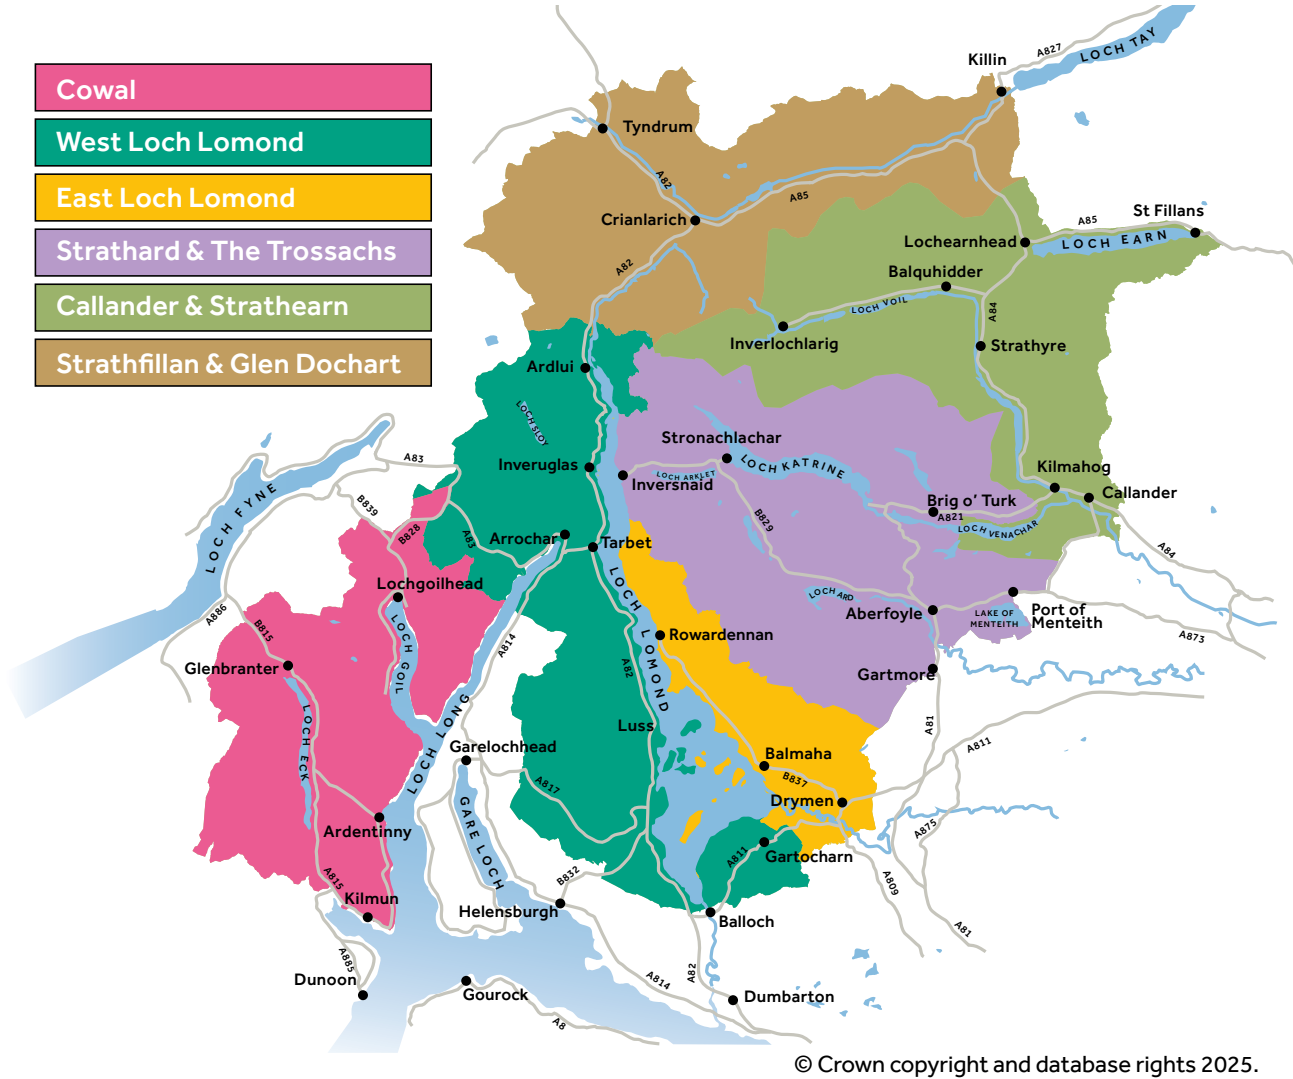 Cowal
West Loch Lomond
East Loch Lomond
Strathard & The Trossachs
Callander & Strathearn
Strathfillan & Glen Dochart
Killin
A827
LOCH TAY
Tyndrum
A82
A85
Crianlarich
A82
St Fillans
A85
Lochearnhead
LOCH EARN
Balquhidder
LOCH VOIL
A84
Inverlochlarig
Strathyre
Ardlui
LOCH SLOY
Stronachlachar
A83
Inveruglas
LOCH KATRINE
Kilmahog
Inversnaid
LOCH ARKLET
Callander
LOCH FYNE
B839
Brig o’ Turk
A821
B829
B828
LOCH VENACHAR
A83
Arrochar
Tarbet
A84
Lochgoilhead
LOCH ARD
A886
Aberfoyle
LAKE OF
MENTEITH
Port of
Menteith
B815
LOCH GOIL
A814
LOCH LOMOND
Rowardennan
A873
Glenbranter
A82
Gartmore
LOCH ECK
LOCH LONG
Luss
A81
A811
Garelochhead
Balmaha
A817
B837
Drymen
GARE LOCH
Ardentinny
A875
A811
Gartocharn
A815
B832
A809
Kilmun
Helensburgh
Balloch
A81
A885
A82
Dunoon
A814
Gourock
Dumbarton
A8
© Crown copyright and database rights 2025.